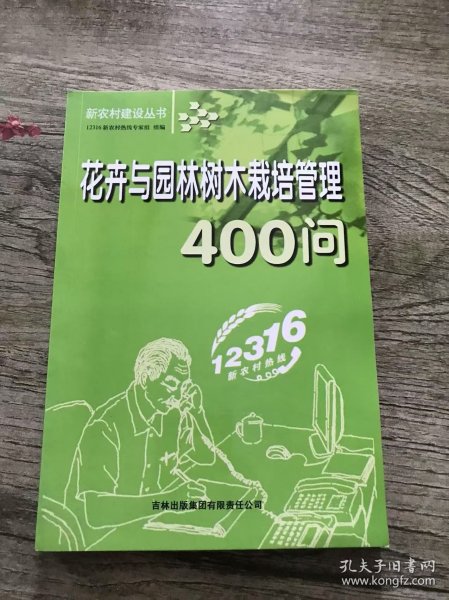 新农村建设丛书
12316新农村热线专家组 组编
花卉与园林树木栽培管理
400问
12316
新农村热线
吉林出版集团有限责任公司
孔夫子旧书网
www.kongfz.com